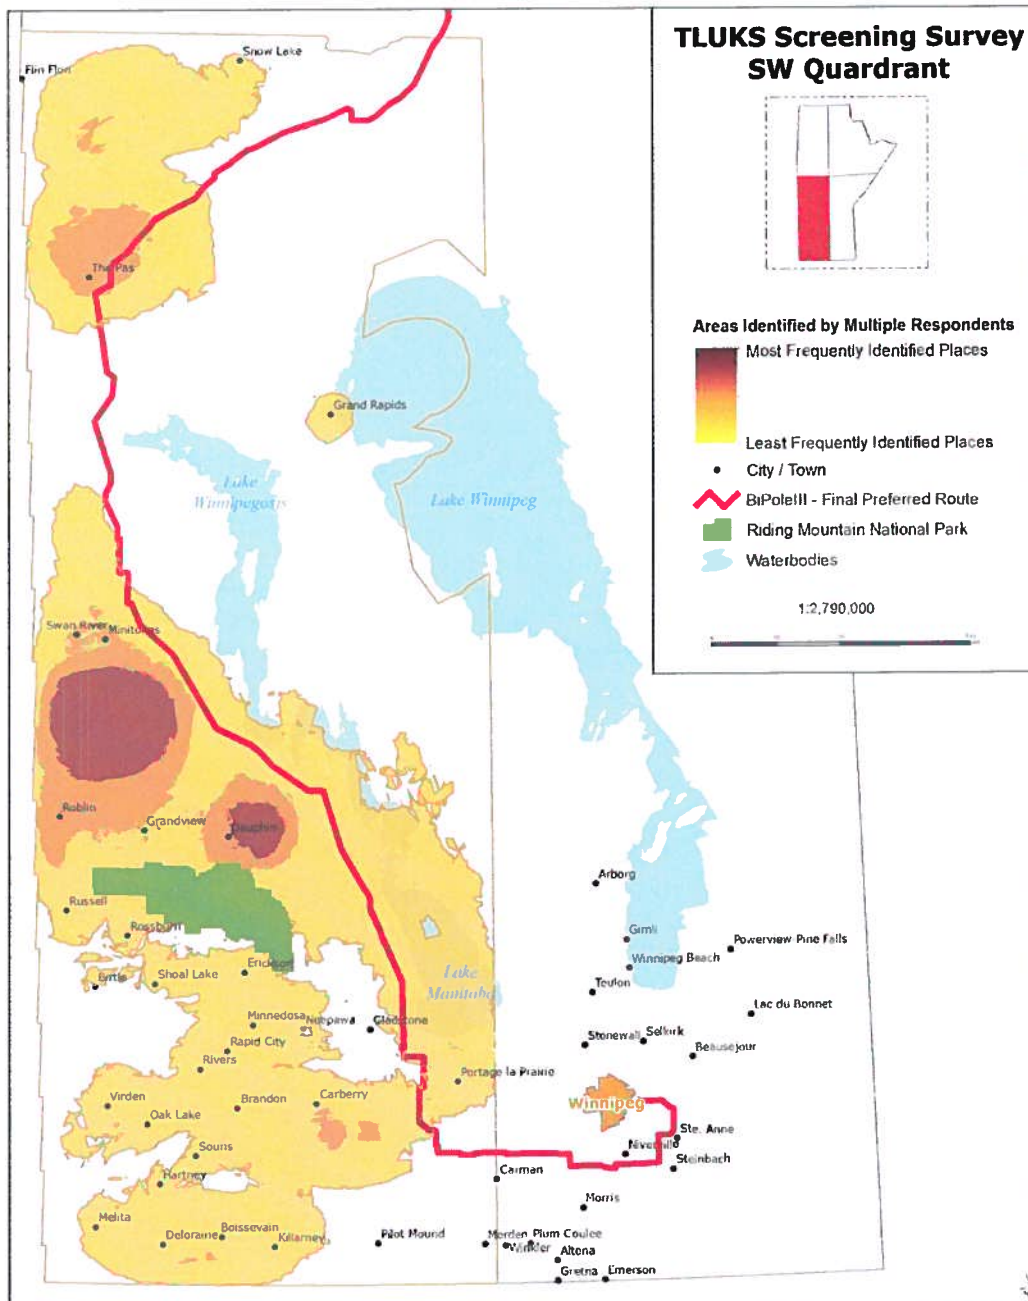 TLUKS Screening Survey
SW Quardrant
Areas Identified by Multiple Respondents
Most Frequently Identified Places
Least Frequently Identified Places
City / Town
BiPoleIII - Final Preferred Route
Riding Mountain National Park
Waterbodies
1:2,790,000
Snow Lake
Flin Flon
The Pas
Grand Rapids
Lake
Winnipegosis
Lake Winnipeg
Swan River
Minitonas
Roblin
Grandview
Dauphin
Arborg
Russell
Rossburn
Gimli
Powerview-Pine Falls
Winnipeg Beach
Erickson
Birtle
Shoal Lake
Lake
Manitoba
Teulon
Lac du Bonnet
Minnedosa
Neepawa
Gladstone
Stonewall
Selkirk
Beausejour
Rapid City
Rivers
Portage la Prairie
Virden
Brandon
Carberry
Winnipeg
Oak Lake
Ste. Anne
Niverville
Souris
Steinbach
Hartney
Carman
Morris
Melita
Deloraine
Boissevain
Killarney
Pilot Mound
Morden
Plum Coulee
Winkler
Altona
Gretna
Emerson